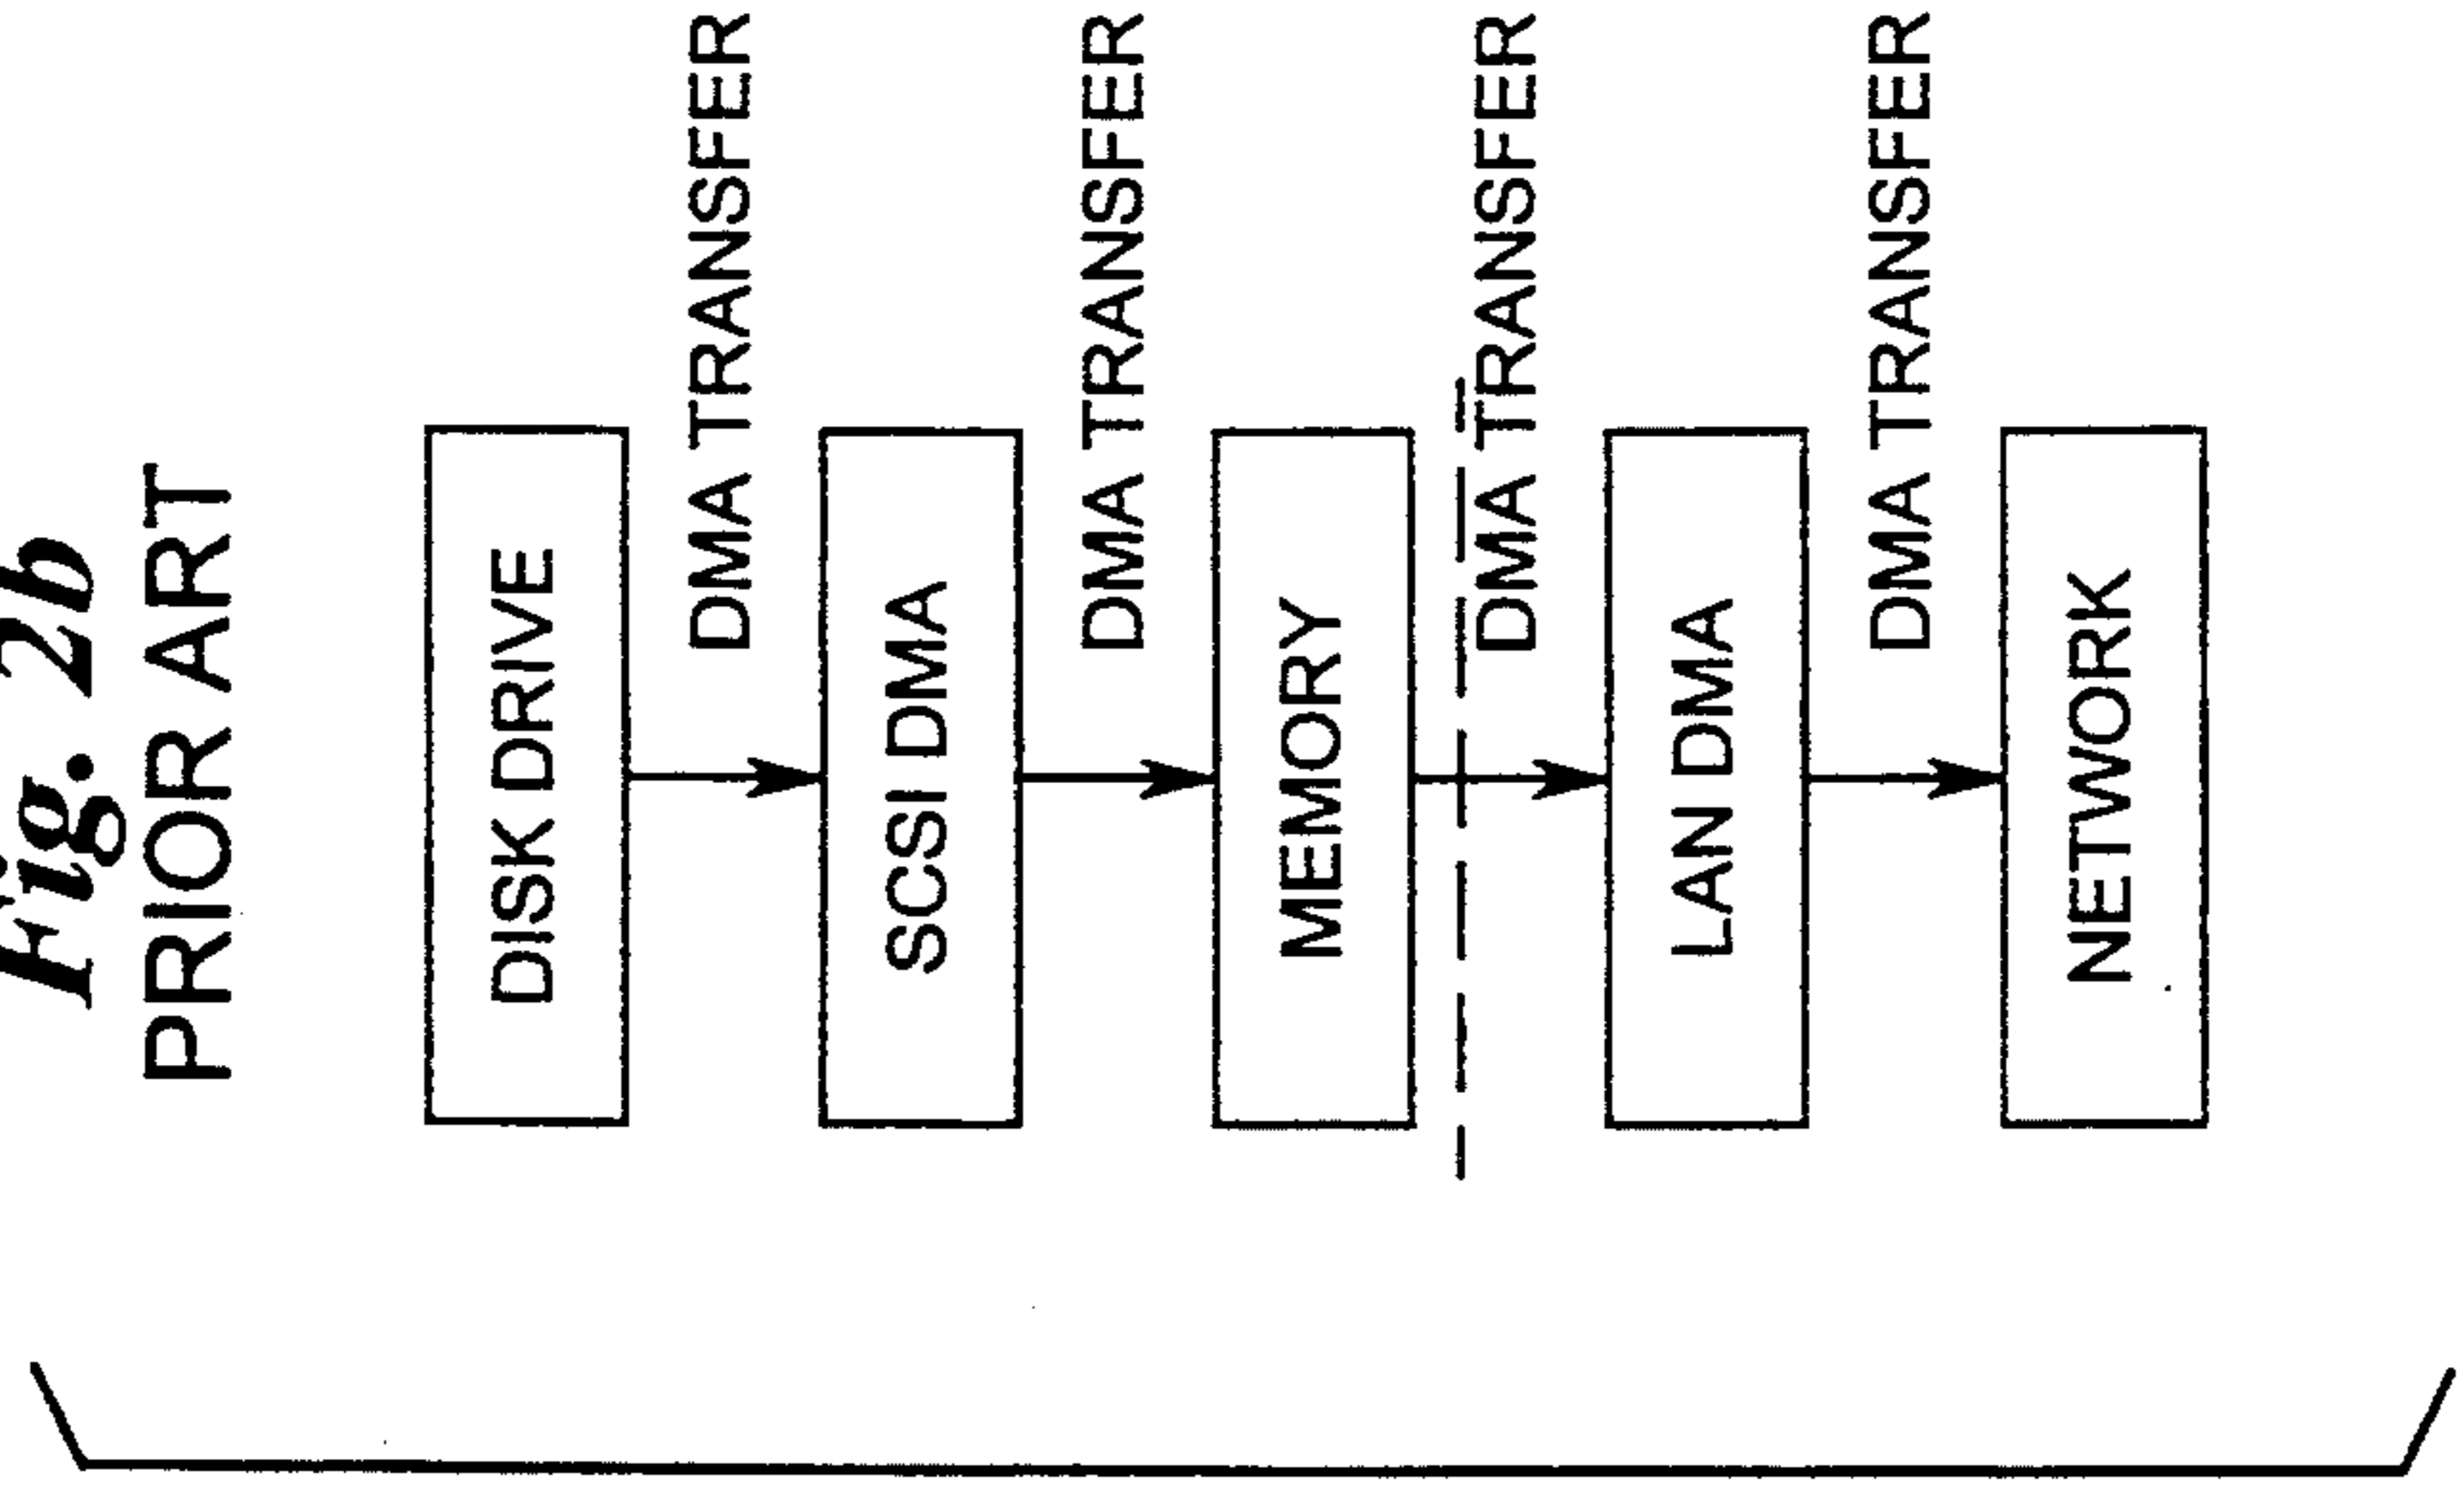 Fig. 2b
PRIOR ART
DISK DRIVE
DMA TRANSFER
SCSI DMA
DMA TRANSFER
MEMORY
DMA TRANSFER
LAN DMA
DMA TRANSFER
NETWORK